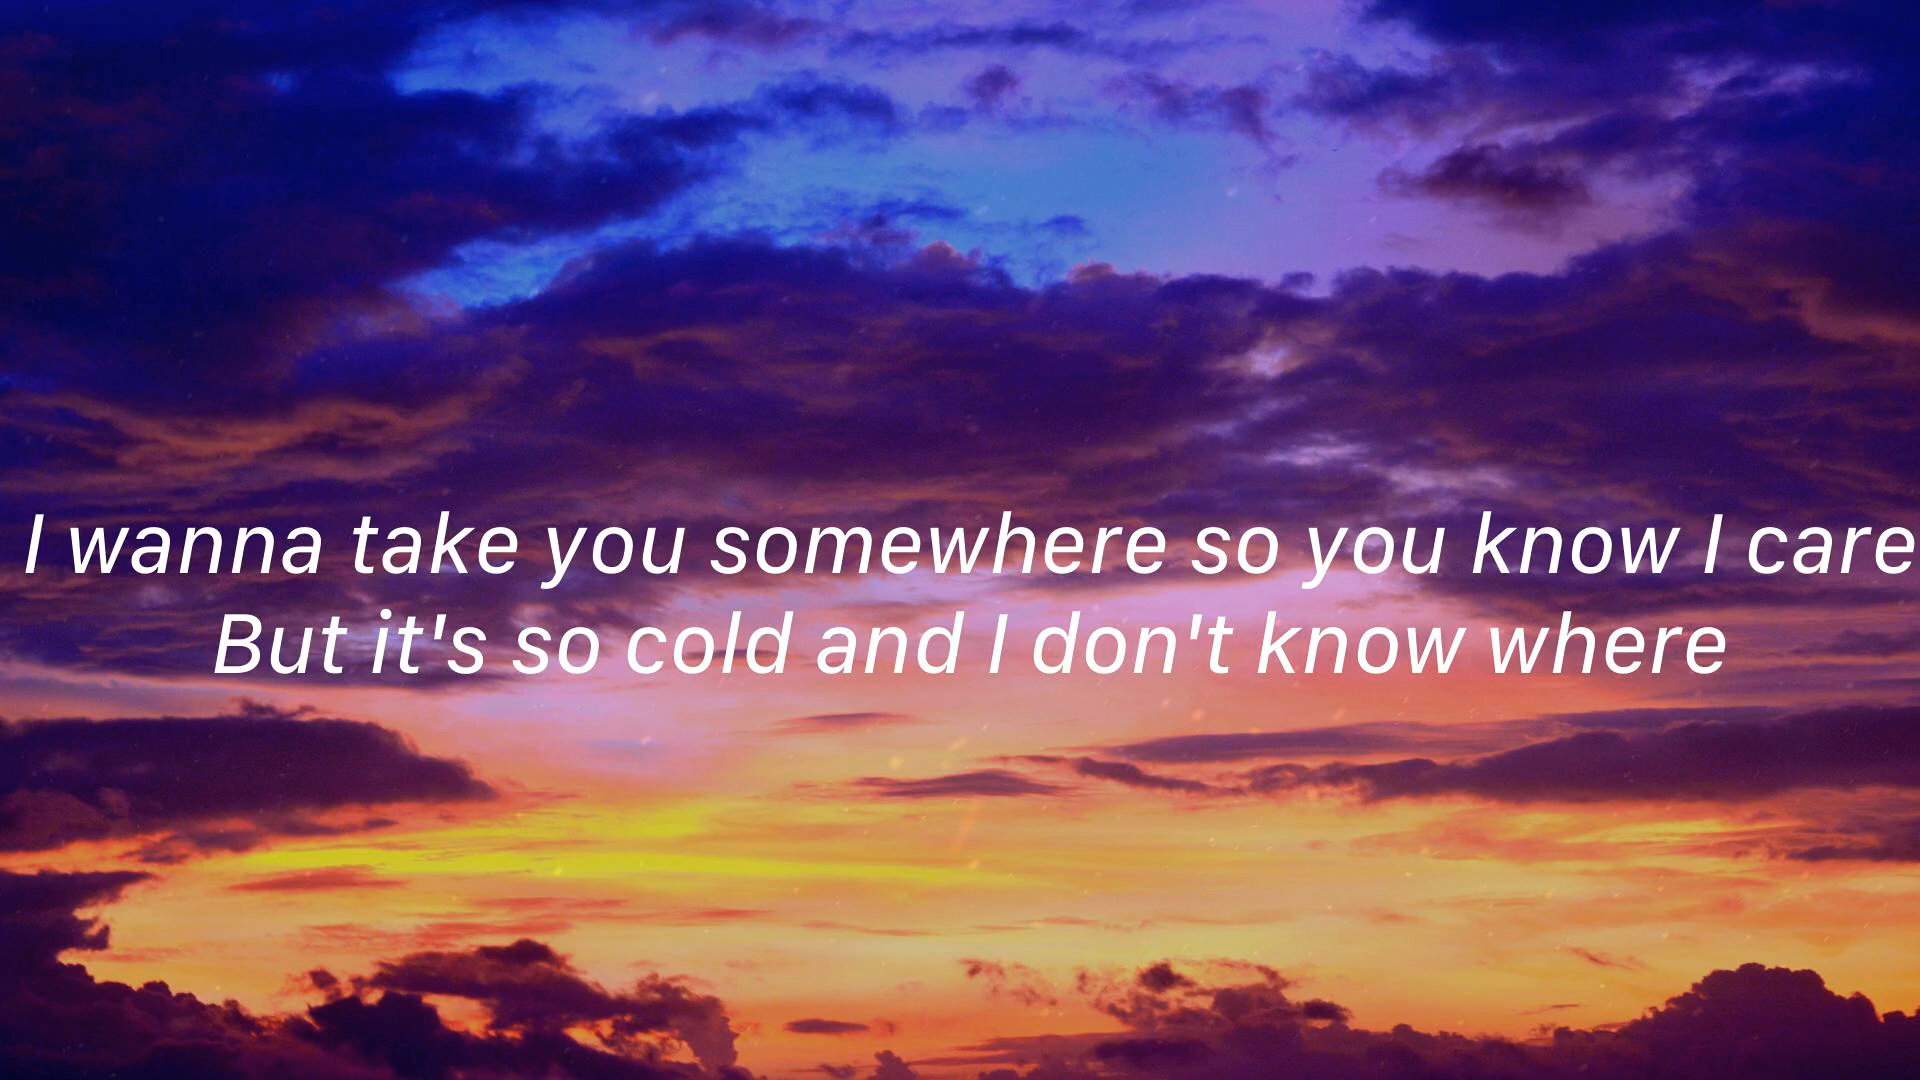 I wanna take you somewhere so you know I care
But it's so cold and I don't know where